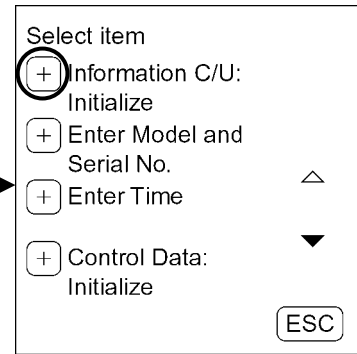 Select item
+ Information C/U:
Initialize
+ Enter Model and
Serial No.
+ Enter Time
+ Control Data:
Initialize
ESC